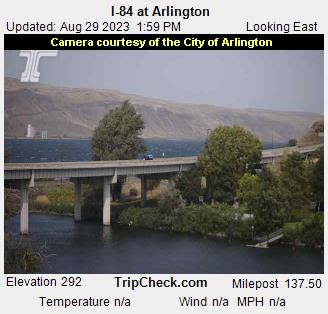 I-84 at Arlington
Updated: Aug 29 2023 1:59 PM Looking East
Camera courtesy of the City of Arlington
Elevation 292 TripCheck.com Milepost 137.50
Temperature n/a Wind n/a MPH n/a